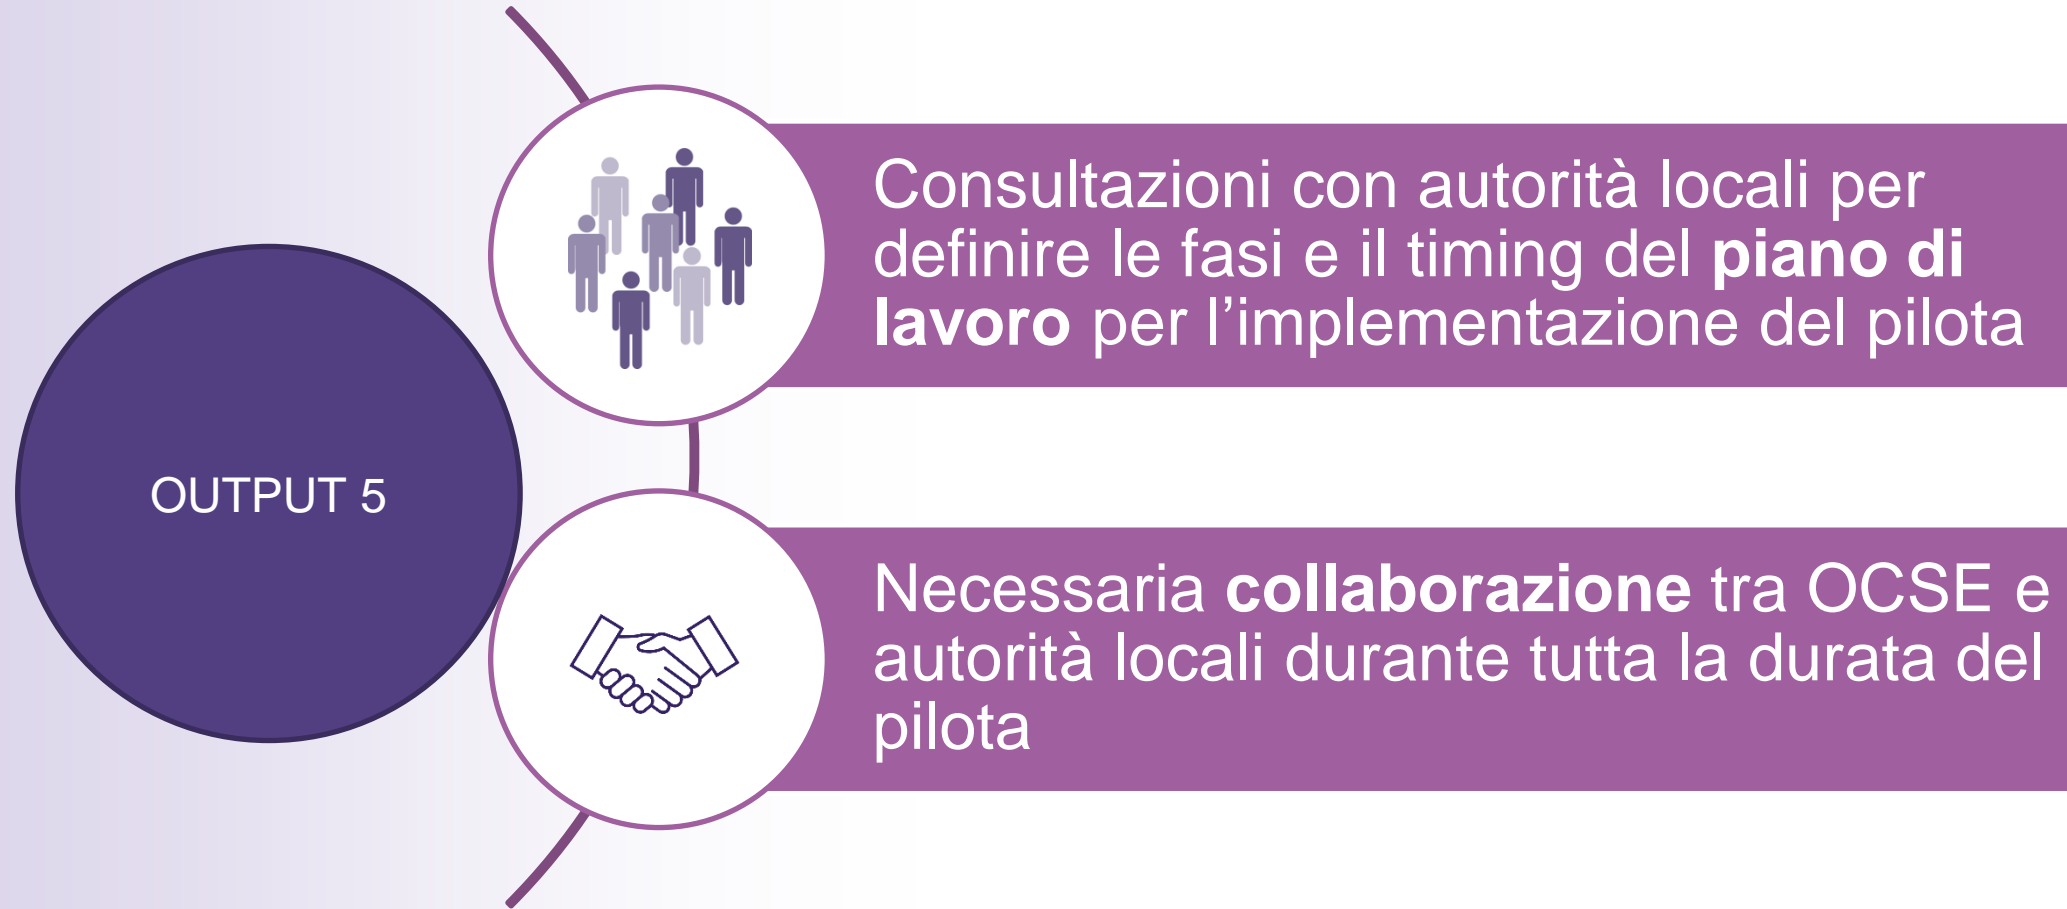 OUTPUT 5
Consultazioni con autorità locali per
definire le fasi e il timing del piano di
lavoro per l’implementazione del pilota
Necessaria collaborazione tra OCSE e
autorità locali durante tutta la durata del
pilota